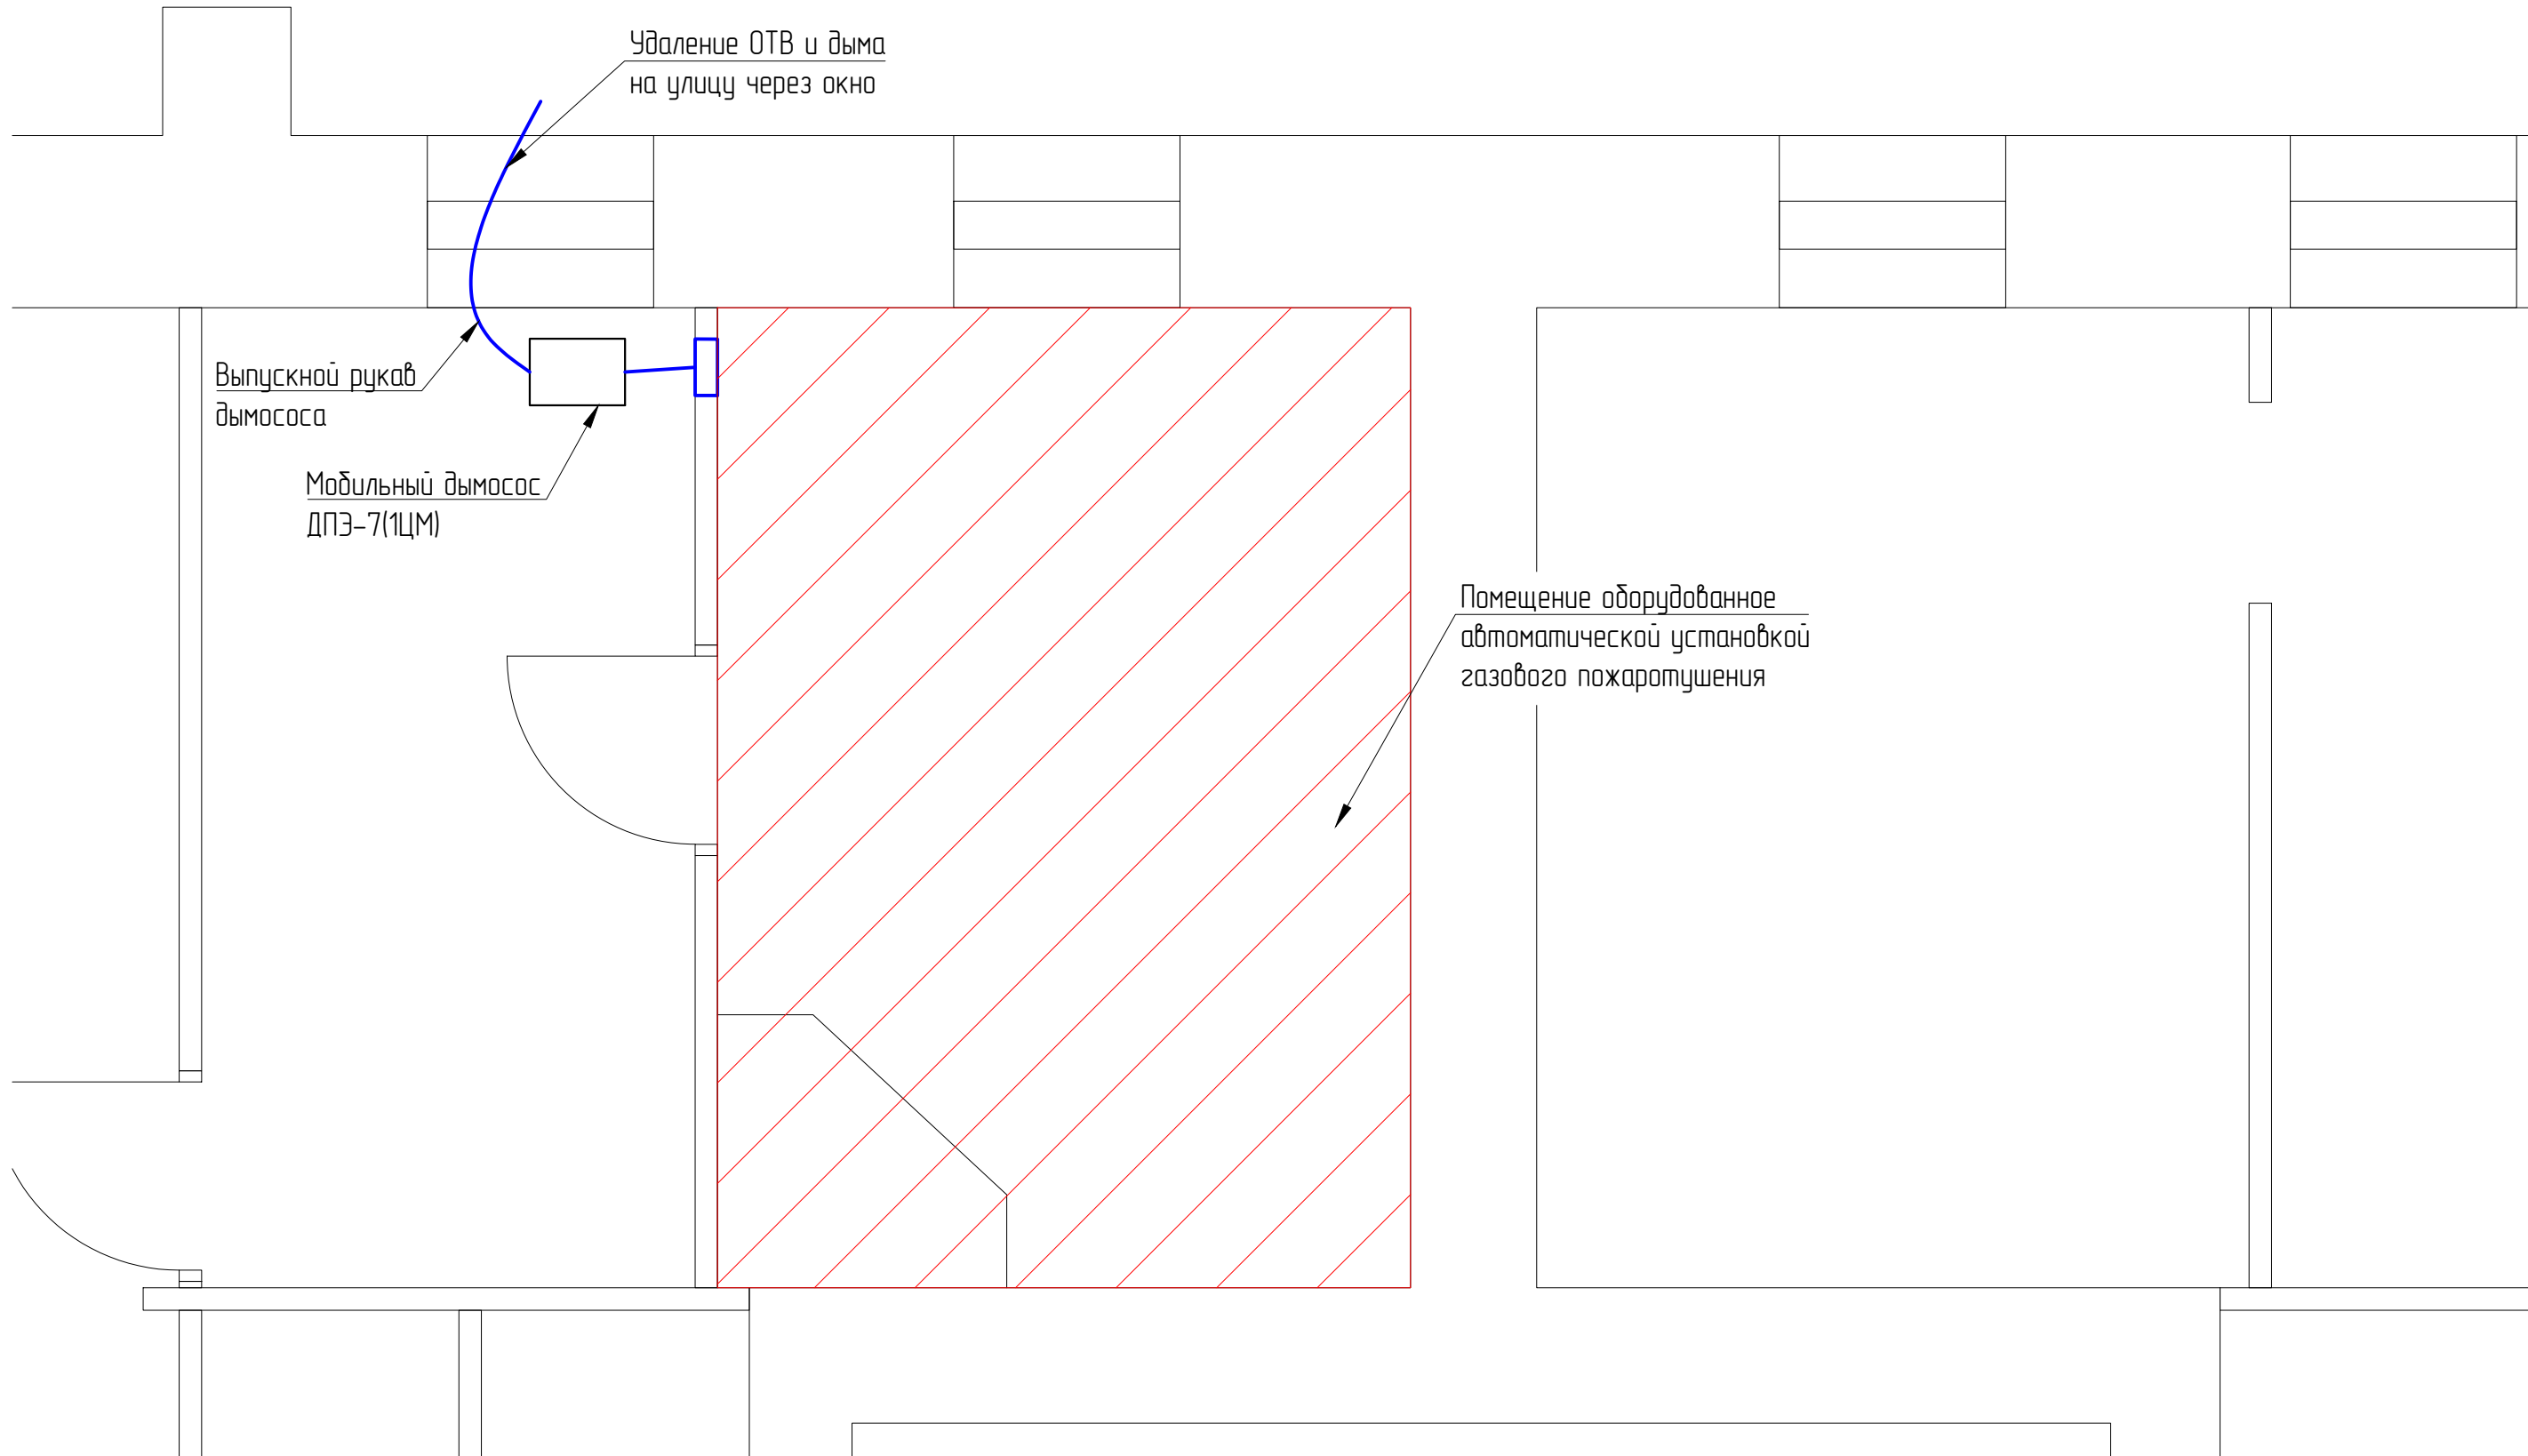 Удаление ОТВ и дыма
на улицу через окно
Выпускной рукав
дымососа
Мобильный дымосос
ДПЭ-7(1ЦМ)
Помещение оборудованное
автоматической установкой
газового пожаротушения